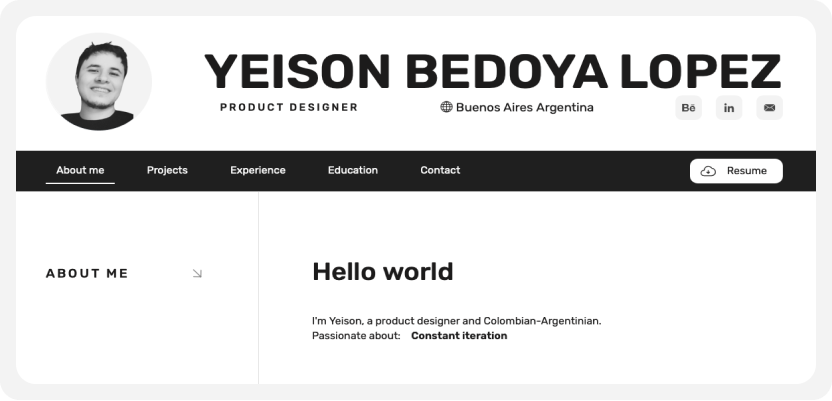 YEISON BEDOYA LOPEZ
PRODUCT DESIGNER
Buenos Aires Argentina
Bē
in
About me
Projects
Experience
Education
Contact
Resume
ABOUT ME
Hello world
I'm Yeison, a product designer and Colombian-Argentinian.
Passionate about: Constant iteration